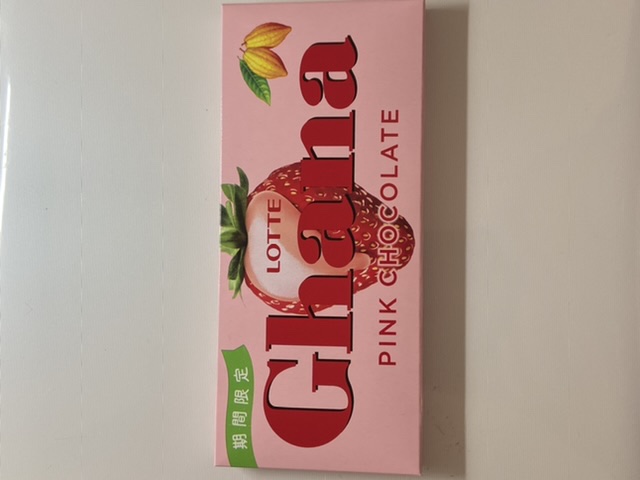 期間限定
LOTTE
Ghana
PINK CHOCOLATE